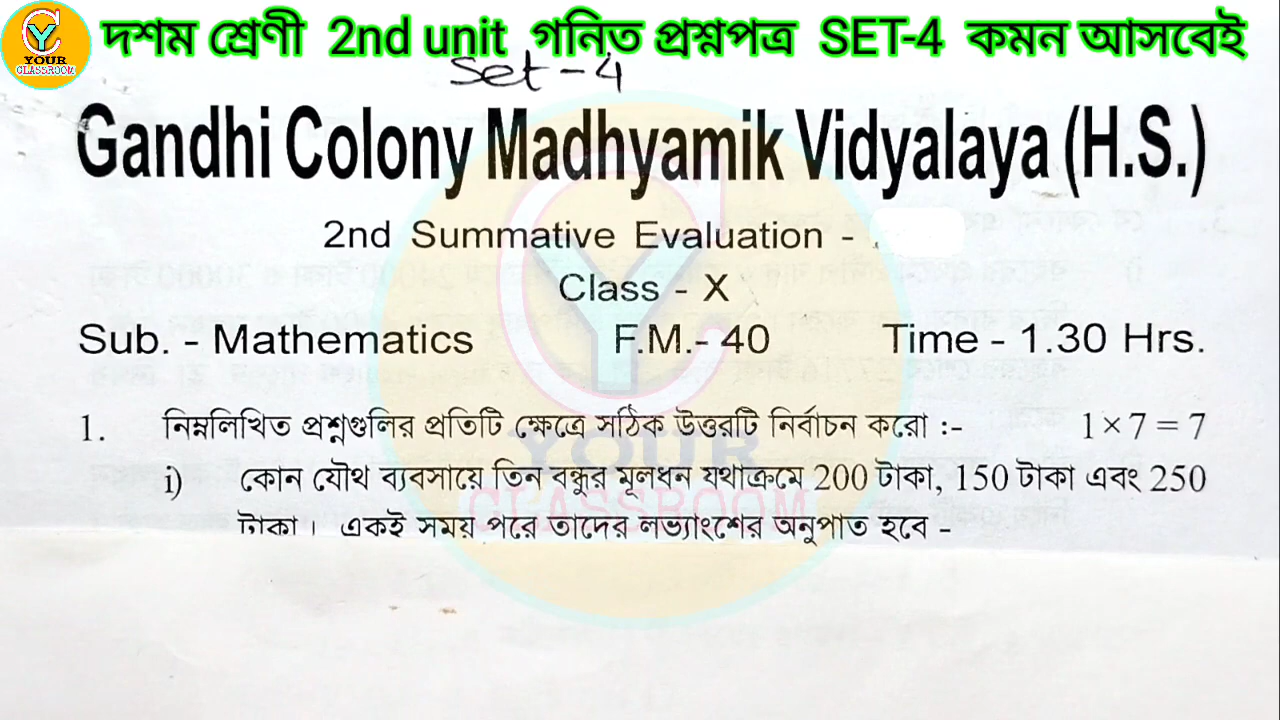 YOUR
CLASSROOM
দশম শ্রেণী 2nd unit গনিত প্রশ্নপত্র SET-4 কমন আসবেই
Set-4
Gandhi Colony Madhyamik Vidyalaya (H.S.)
2nd Summative Evaluation -
Class - X
Sub. - Mathematics F.M.- 40 Time - 1.30 Hrs.
1. নিম্নলিখিত প্রশ্নগুলির প্রতিটি ক্ষেত্রে সঠিক উত্তরটি নির্বাচন করো :- 1 × 7 = 7
i) কোন যৌথ ব্যবসায়ে তিন বন্ধুর মূলধন যথাক্রমে 200 টাকা, 150 টাকা এবং 250
টাকা। একই সময় পরে তাদের লভ্যাংশের অনুপাত হবে -
YOUR
CLASSROOM